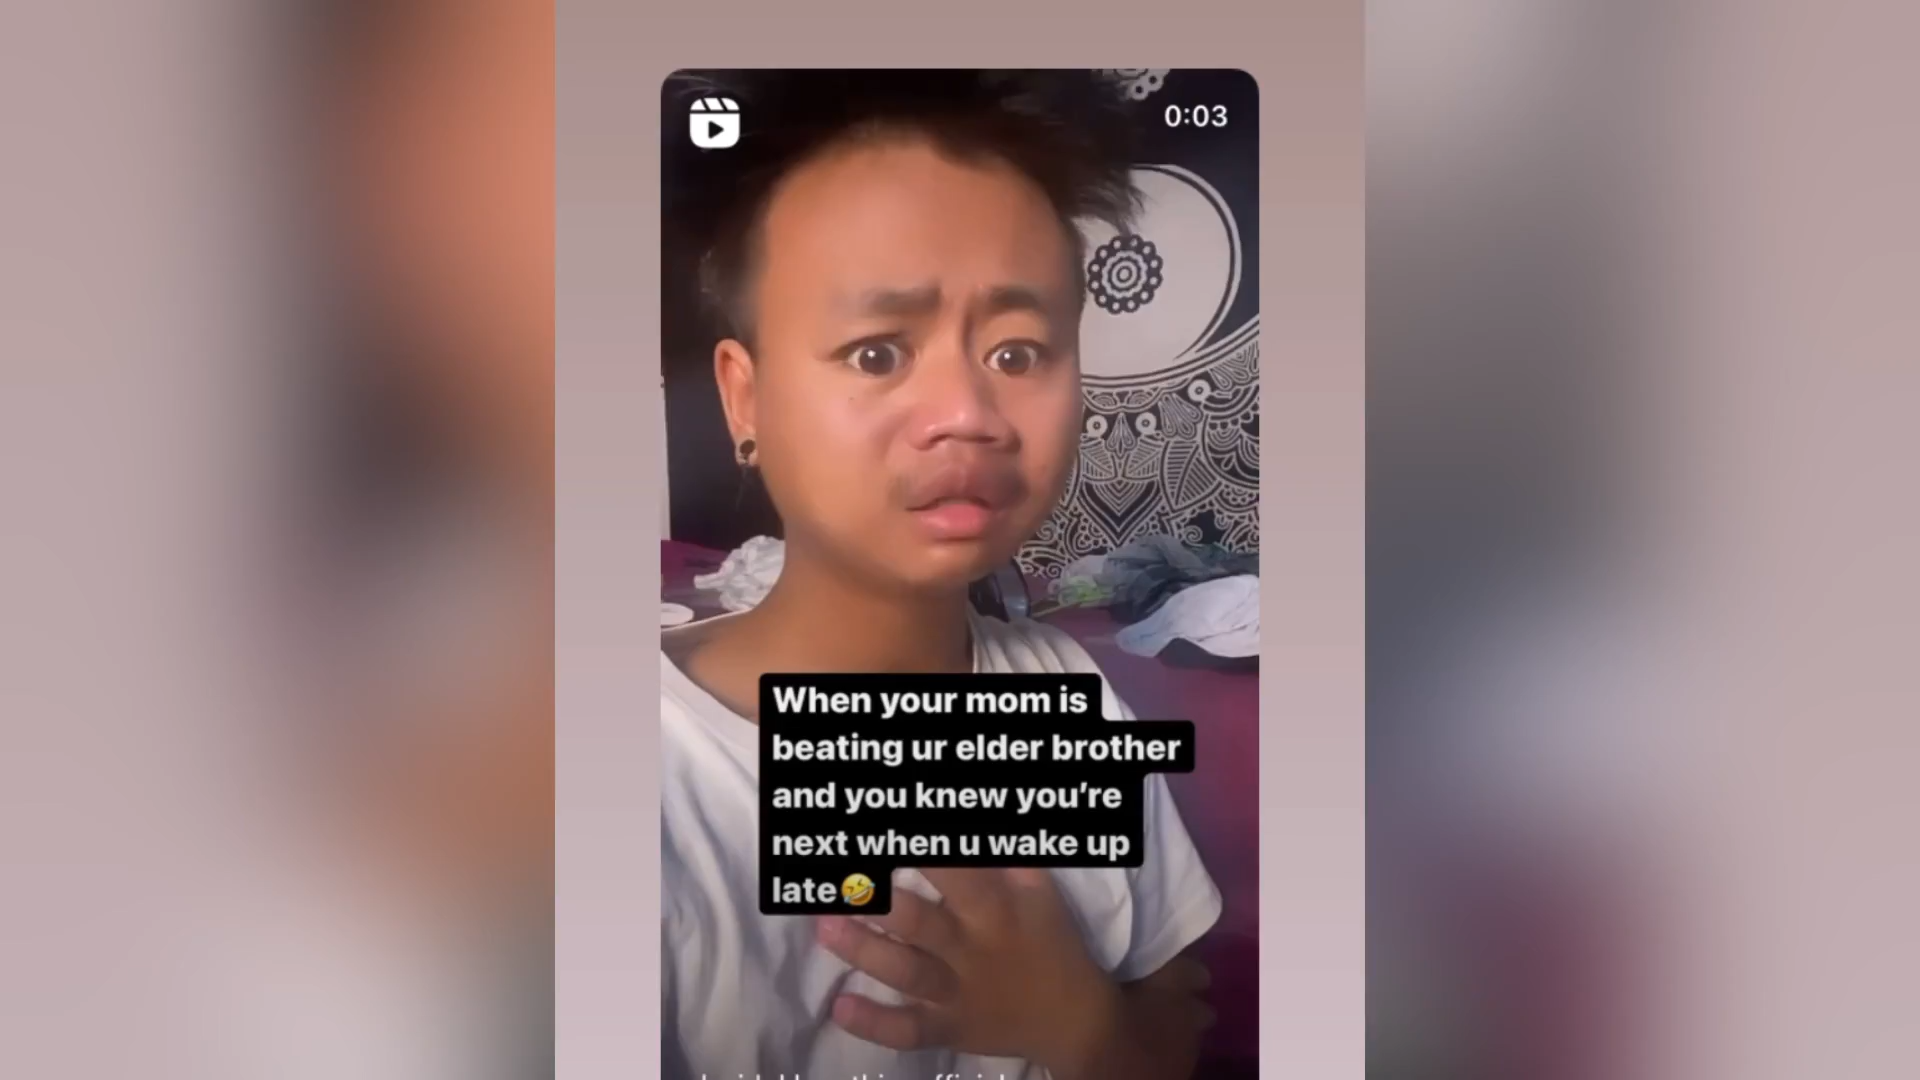 0:03
When your mom is
beating ur elder brother
and you knew you're
next when u wake up
late🤣